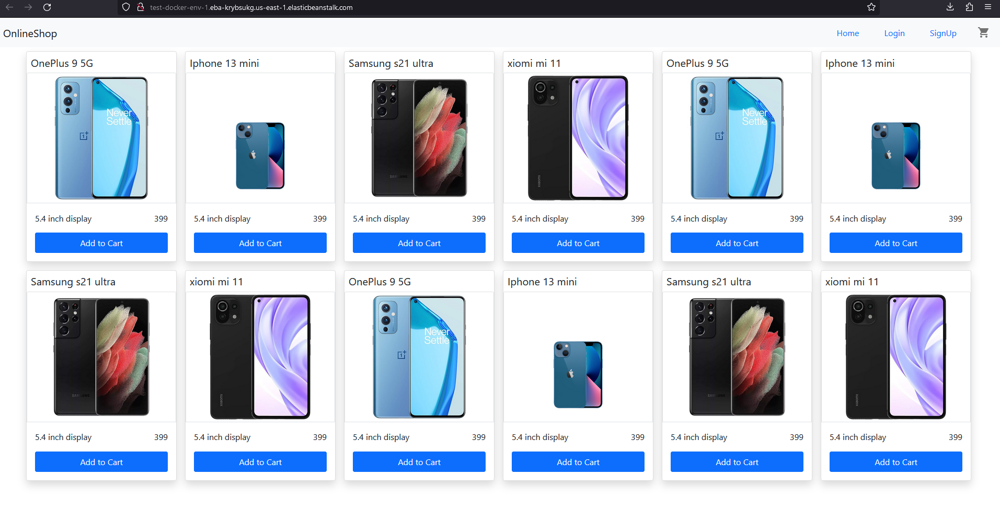 test-docker-env-1.eba-krybsukg.us-east-1.elasticbeanstalk.com
OnlineShop
Home Login SignUp
OnePlus 9 5G
Never
Settle
5.4 inch display 399
Add to Cart
Iphone 13 mini
5.4 inch display 399
Add to Cart
Samsung s21 ultra
SAMSUNG
5.4 inch display 399
Add to Cart
xiomi mi 11
xiaomi
5.4 inch display 399
Add to Cart
OnePlus 9 5G
Never
Settle
5.4 inch display 399
Add to Cart
Iphone 13 mini
5.4 inch display 399
Add to Cart
Samsung s21 ultra
SAMSUNG
5.4 inch display 399
Add to Cart
xiomi mi 11
xiaomi
5.4 inch display 399
Add to Cart
OnePlus 9 5G
Never
Settle
5.4 inch display 399
Add to Cart
Iphone 13 mini
5.4 inch display 399
Add to Cart
Samsung s21 ultra
SAMSUNG
5.4 inch display 399
Add to Cart
xiomi mi 11
xiaomi
5.4 inch display 399
Add to Cart